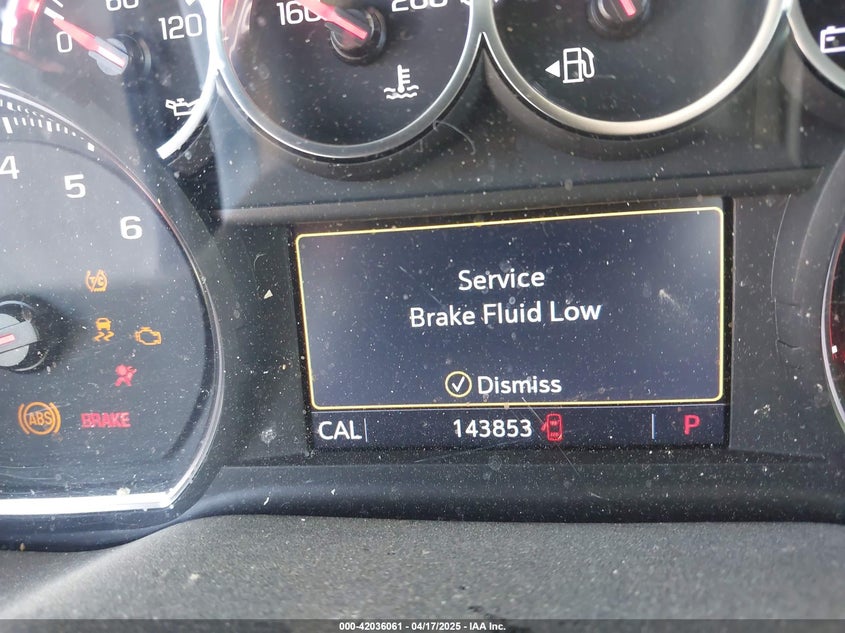 0 120
160 200
4
5
6
T/C
ABS BRAKE
Service
Brake Fluid Low
Dismiss
CAL 143853 P
000-42036061 - 04/17/2025 - IAA Inc.